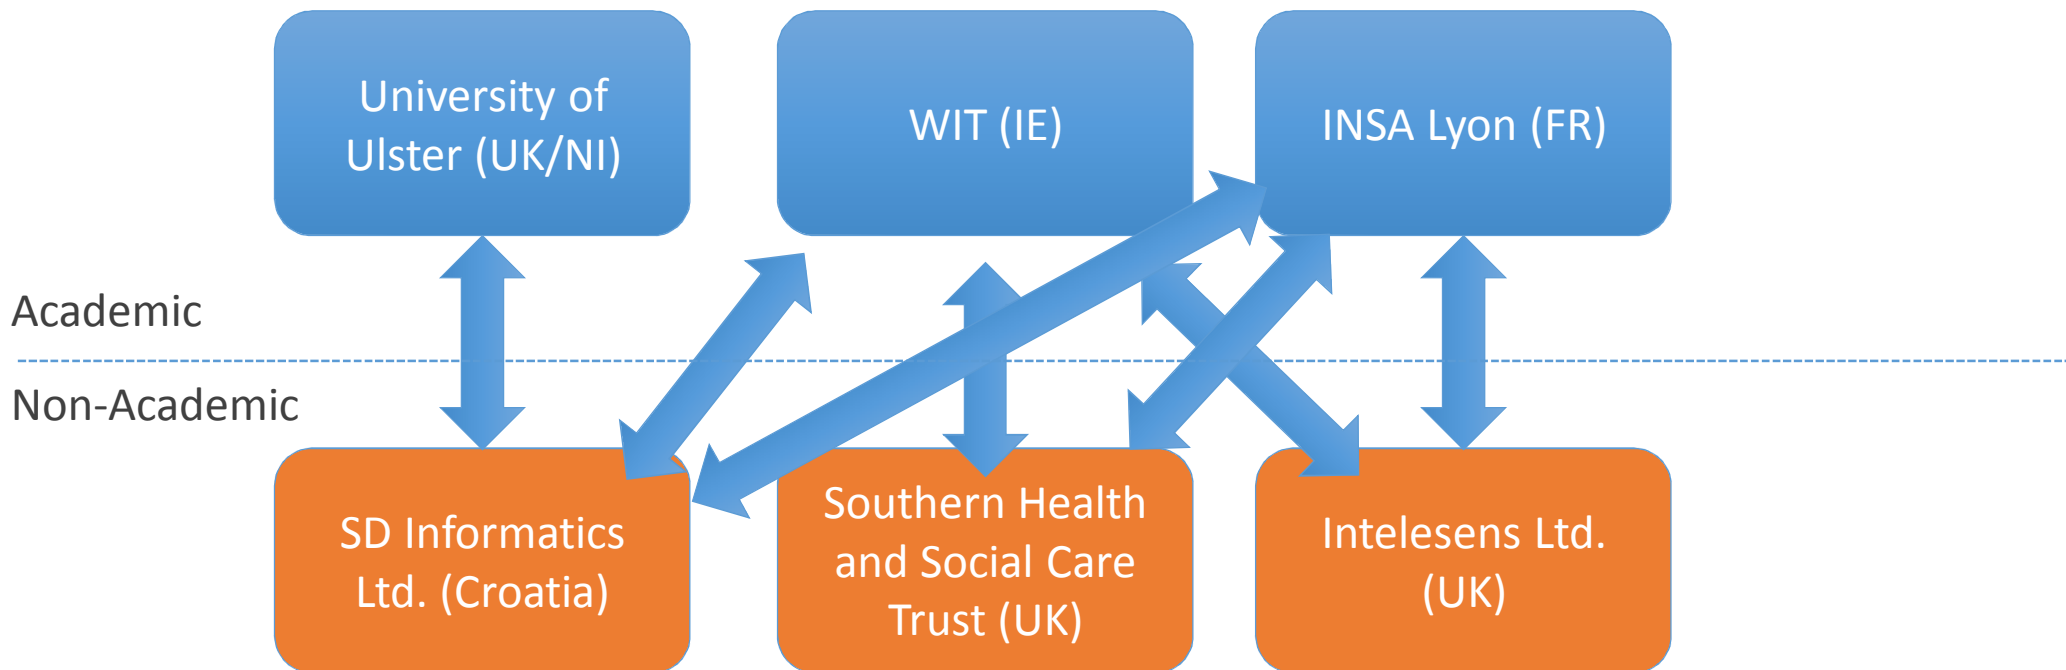 University of
Ulster (UK/NI)
WIT (IE)
INSA Lyon (FR)
Academic
Non-Academic
SD Informatics
Ltd. (Croatia)
Southern Health
and Social Care
Trust (UK)
Intelesens Ltd.
(UK)